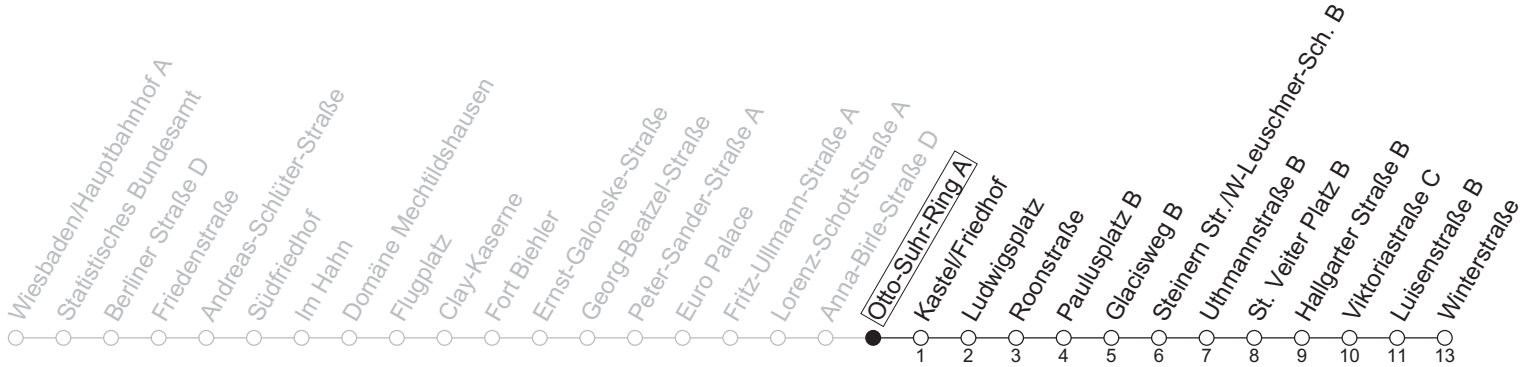 Wiesbaden/Hauptbahnhof A
Statistisches Bundesamt
Berliner Straße D
Friedenstraße
Andreas-Schlüter-Straße
Südfriedhof
Im Hahn
Domäne Mechtildshausen
Flugplatz
Clay-Kaserne
Fort Biehler
Ernst-Galonske-Straße
Georg-Beatzel-Straße
Peter-Sander-Straße A
Euro Palace
Fritz-Ullmann-Straße A
Lorenz-Schott-Straße A
Anna-Birle-Straße D
Otto-Suhr-Ring A
Kastel/Friedhof
Ludwigsplatz
Roonstraße
Paulusplatz B
Glacisweg B
Steinern Str./W-Leuschner-Sch. B
Uthmannstraße B
St. Veiter Platz B
Hallgarter Straße B
Viktoriastraße C
Luisenstraße B
Winterstraße
1 2 3 4 5 6 7 8 9 10 11 13